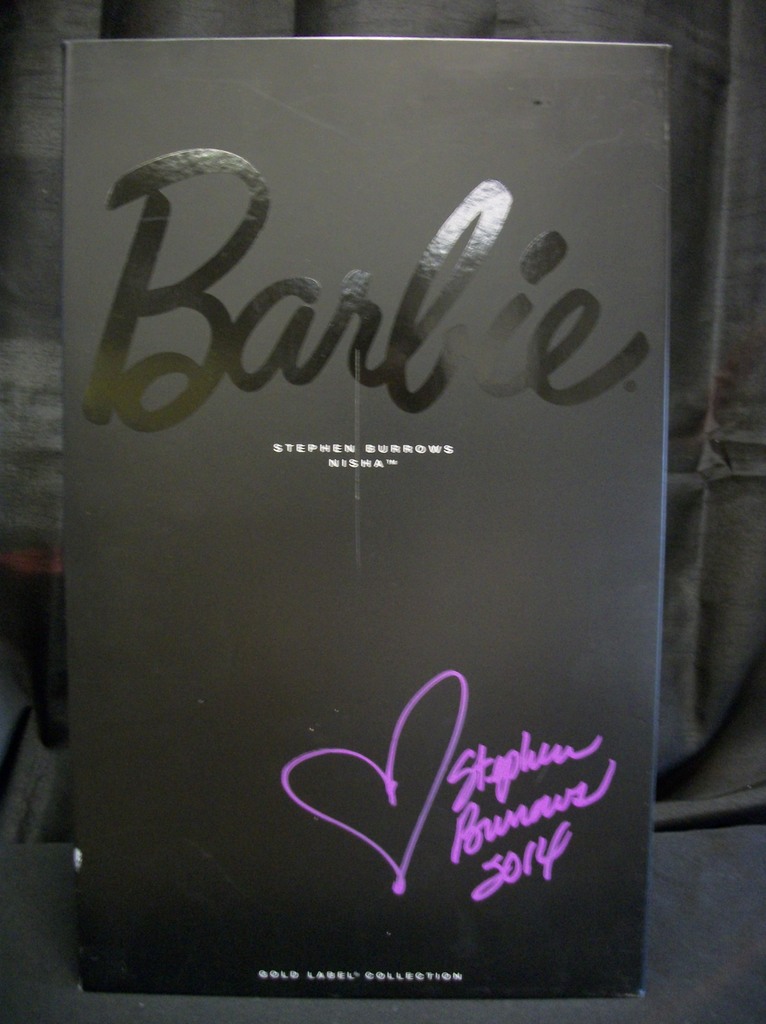 Barbie®
STEPHEN BURROWS
NISHA™
Stephen
Burrows
2014
GOLD LABEL® COLLECTION